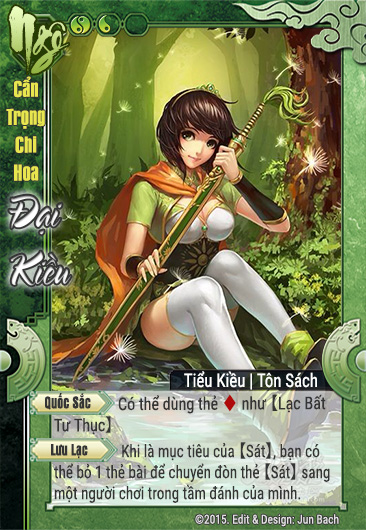 Ngô
Cẩn
Trọng
Chi
Hoa
Đại
Kiều
Tiểu Kiều | Tôn Sách
Quốc Sắc
Có thể dùng thẻ ♦ như【Lạc Bất
Tư Thục】
Lưu Lạc
Khi là mục tiêu của【Sát】, bạn có
thể bỏ 1 thẻ bài để chuyển đòn thẻ【Sát】sang
một người chơi trong tầm đánh của mình.
©2015. Edit & Design: Jun Bach